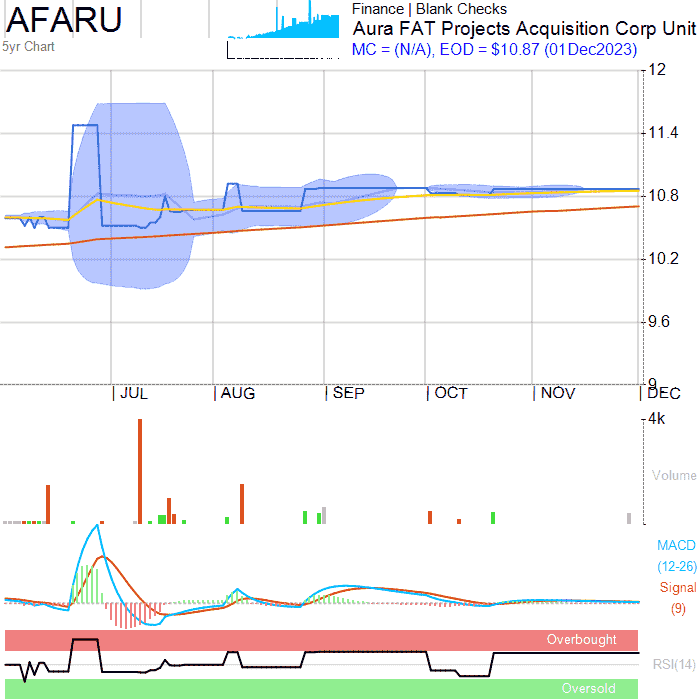 AFARU
Finance | Blank Checks
Aura FAT Projects Acquisition Corp Unit
5yr Chart
MC = (N/A), EOD = $10.87 (01Dec2023)
12
11.4
10.8
10.2
9.6
9
JUL AUG SEP OCT NOV DEC
4k
Volume
MACD
(12-26)
Signal
(9)
Overbought
RSI(14)
Oversold